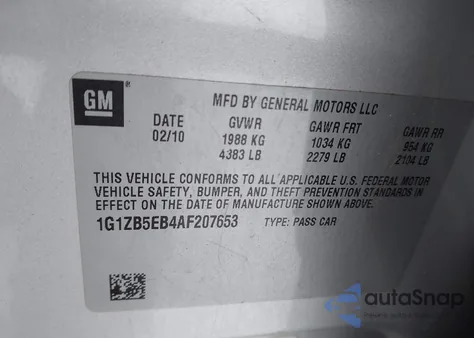 GM
®
MFD BY GENERAL MOTORS LLC
DATE GVWR GAWR FRT GAWR RR
02/10 1988 KG 1034 KG 954 KG
4383 LB 2279 LB 2104 LB
THIS VEHICLE CONFORMS TO ALL APPLICABLE U.S. FEDERAL MOTOR
VEHICLE SAFETY, BUMPER, AND THEFT PREVENTION STANDARDS IN
EFFECT ON THE DATE OF MANUFACTURE SHOWN ABOVE.
1G1ZB5EB4AF207653 TYPE: PASS CAR
autoSnap